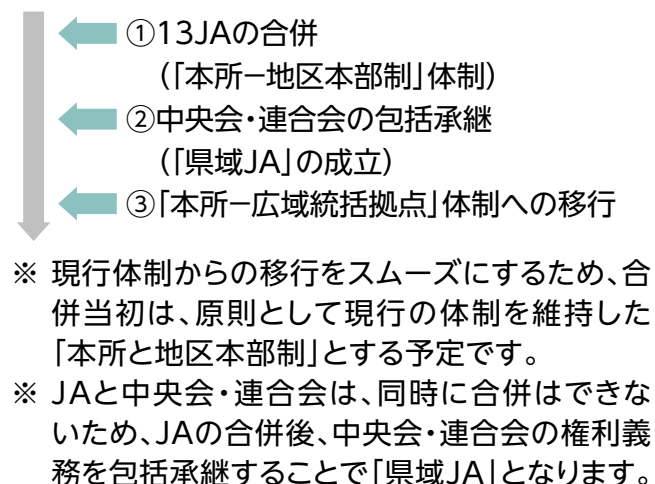 ①13JAの合併
(「本所−地区本部制」体制)
②中央会・連合会の包括承継
(「県域JA」の成立)
③「本所−広域統括拠点」体制への移行
※ 現行体制からの移行をスムーズにするため、合
併当初は、原則として現行の体制を維持した
「本所と地区本部制」とする予定です。
※ JAと中央会・連合会は、同時に合併はできな
いため、JAの合併後、中央会・連合会の権利義
務を包括承継することで「県域JA」となります。